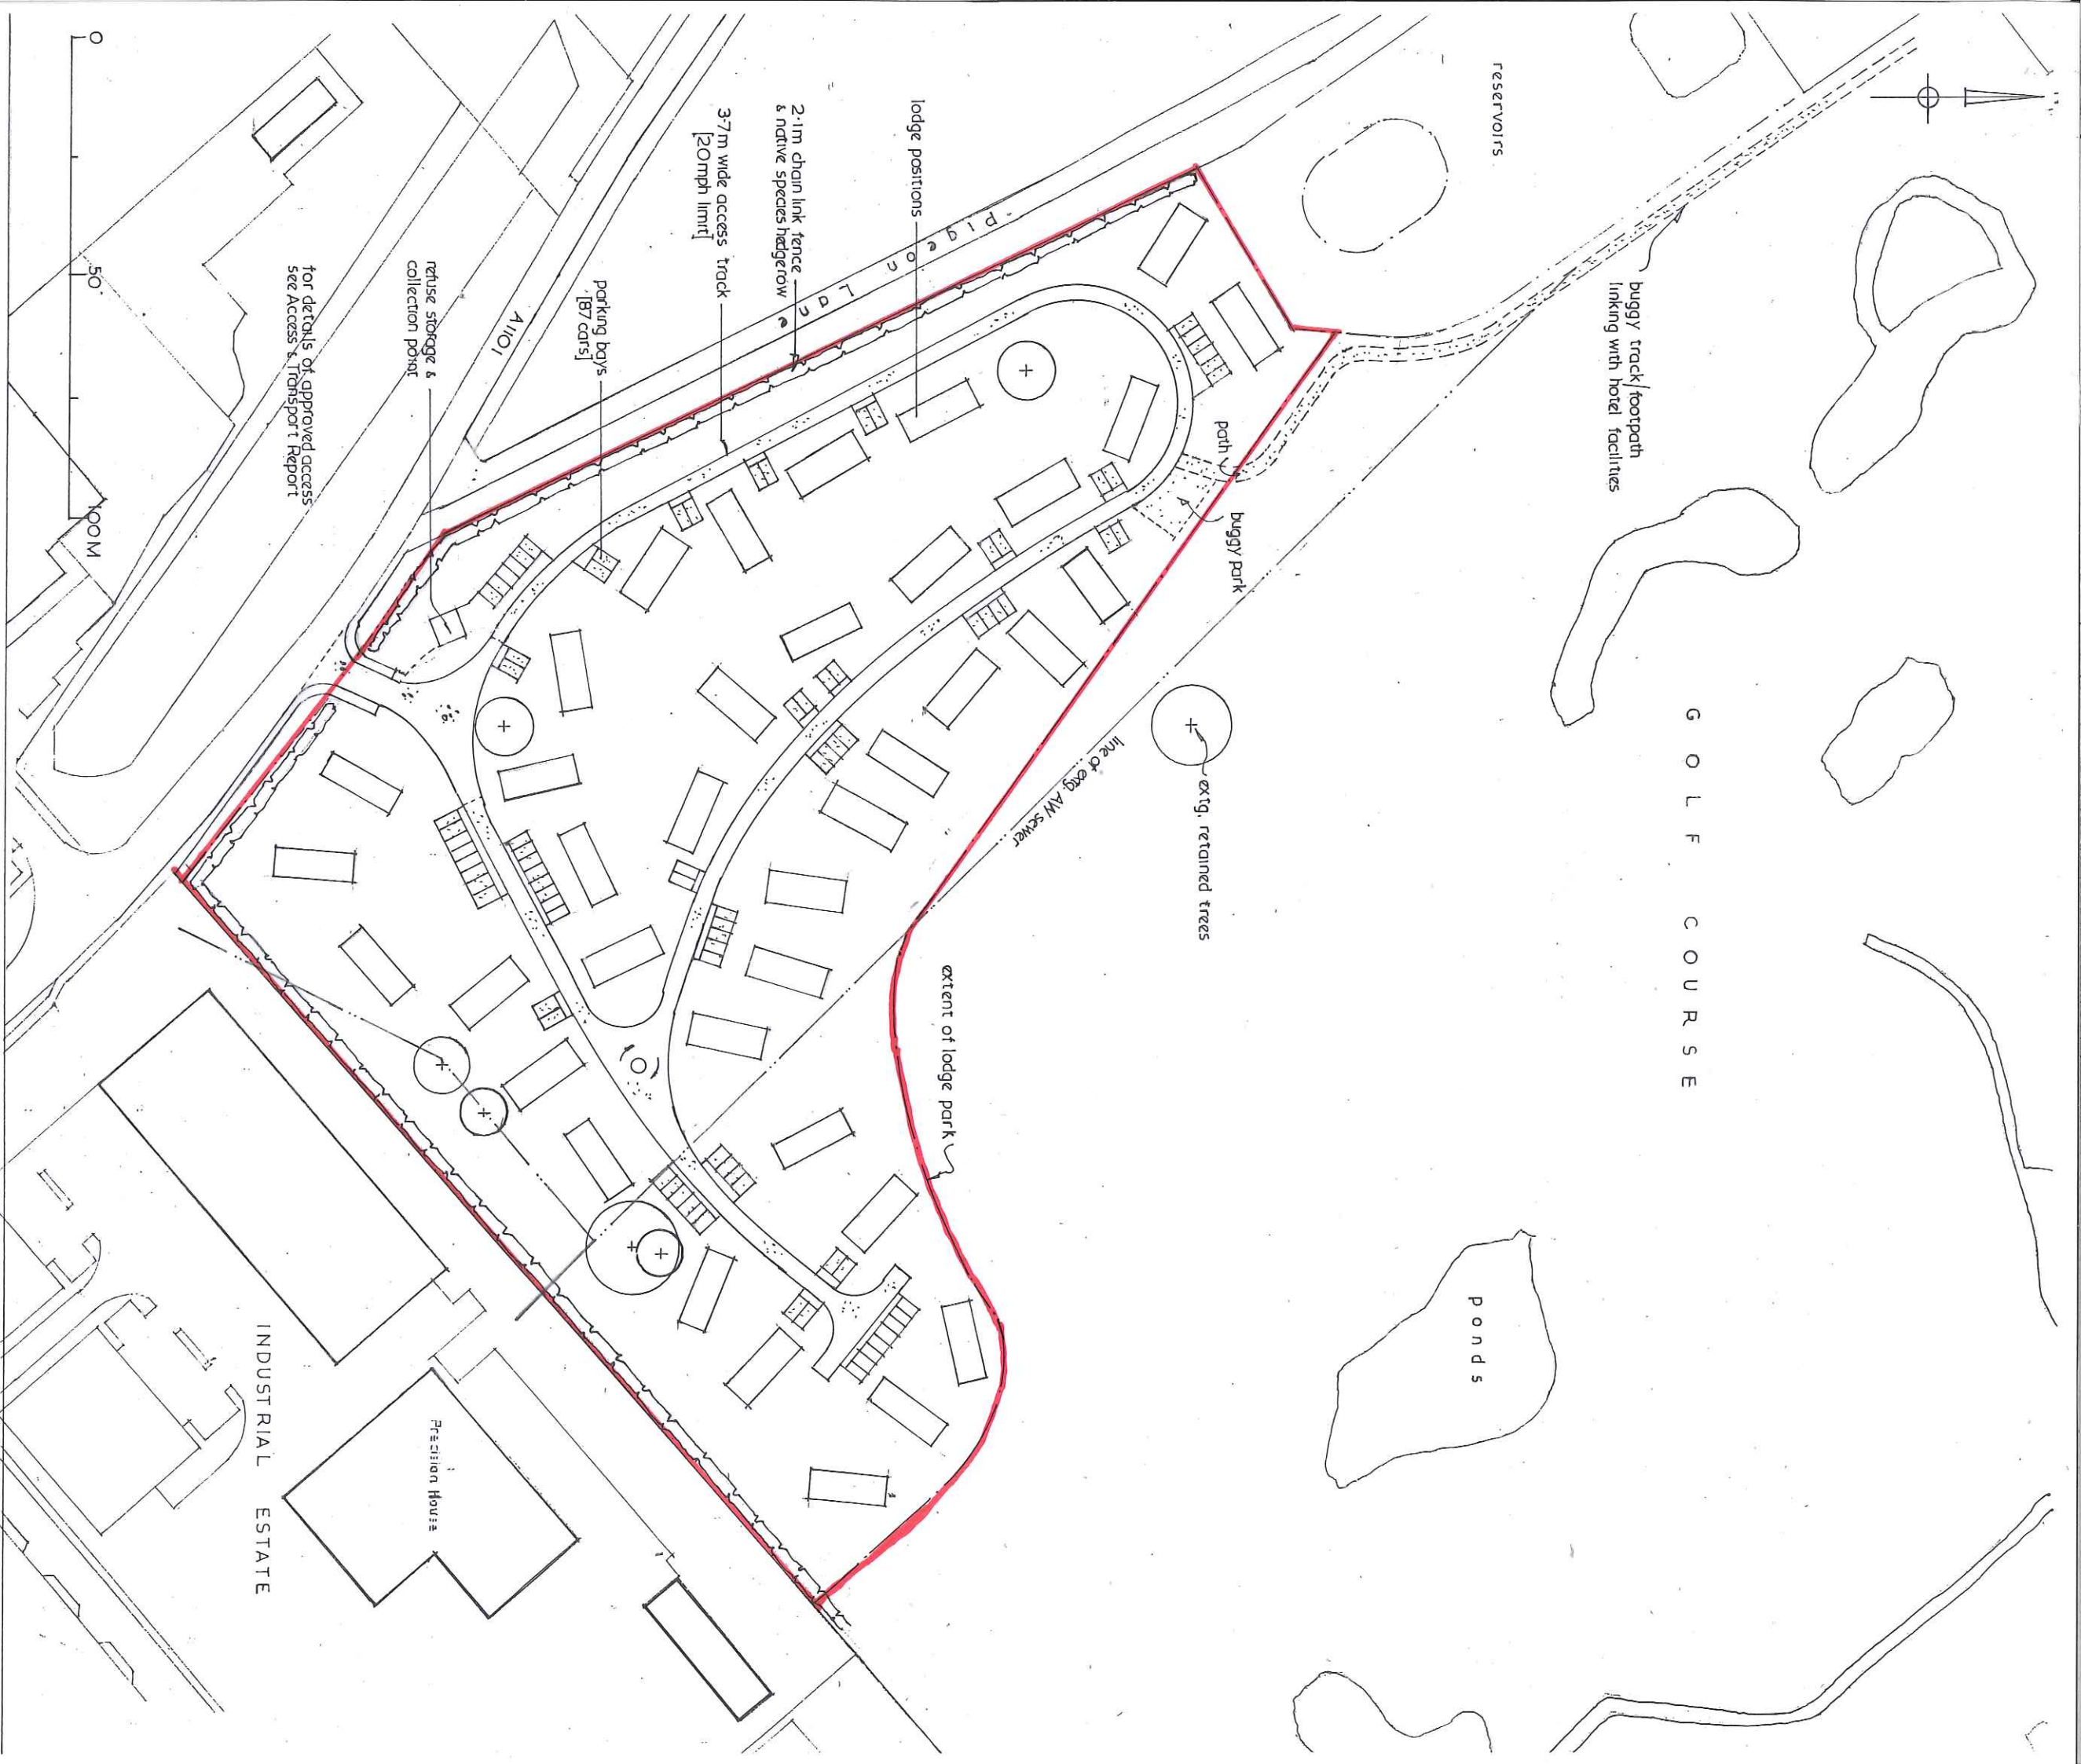 reservoirs
buggy track/footpath
linking with hotel facilities
lodge positions
2·1m chain link fence
& native species hedgerow
3·7m wide access track
[20mph limit]
parking bays
[87 cars]
refuse storage &
collection point
for details of approved access
see Access & Transport Report
Pigeon Lane
A1101
path
buggy park
extg. retained trees
line of extg. AW sewer
extent of lodge park
GOLF COURSE
ponds
INDUSTRIAL ESTATE
Precision House
0
50
100M